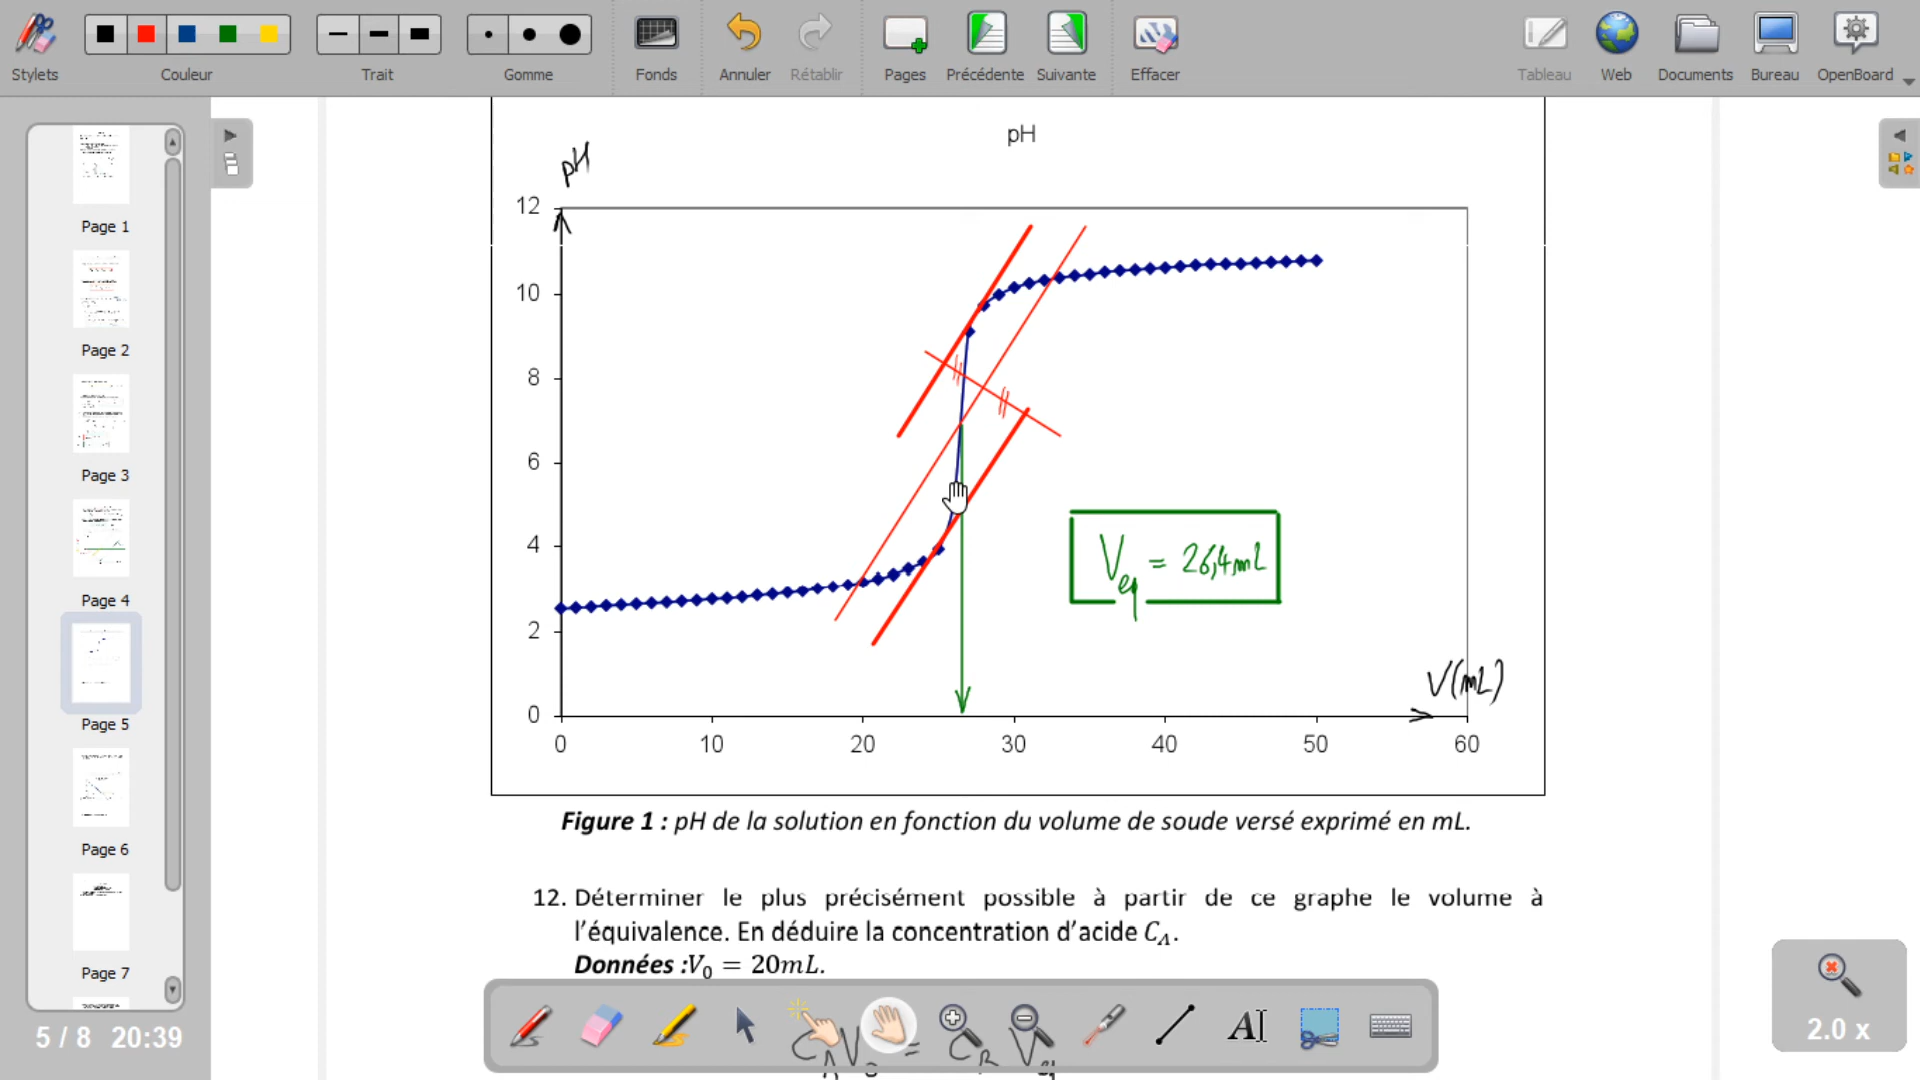 Stylets
Couleur
Trait
Gomme
Fonds
Annuler
Rétablir
Pages
Précédente
Suivante
Effacer
Tableau
Web
Documents
Bureau
OpenBoard
Page 1
Page 2
Page 3
Page 4
Page 5
Page 6
Page 7
5 / 8 20:39
pH
pH
12
10
8
6
4
2
0
0 10 20 30 40 50 60
V(mL)
Veq = 26,4mL
Figure 1 : pH de la solution en fonction du volume de soude versé exprimé en mL.
12. Déterminer le plus précisément possible à partir de ce graphe le volume à
l'équivalence. En déduire la concentration d'acide C_A.
Données :V₀ = 20mL.
2.0 x